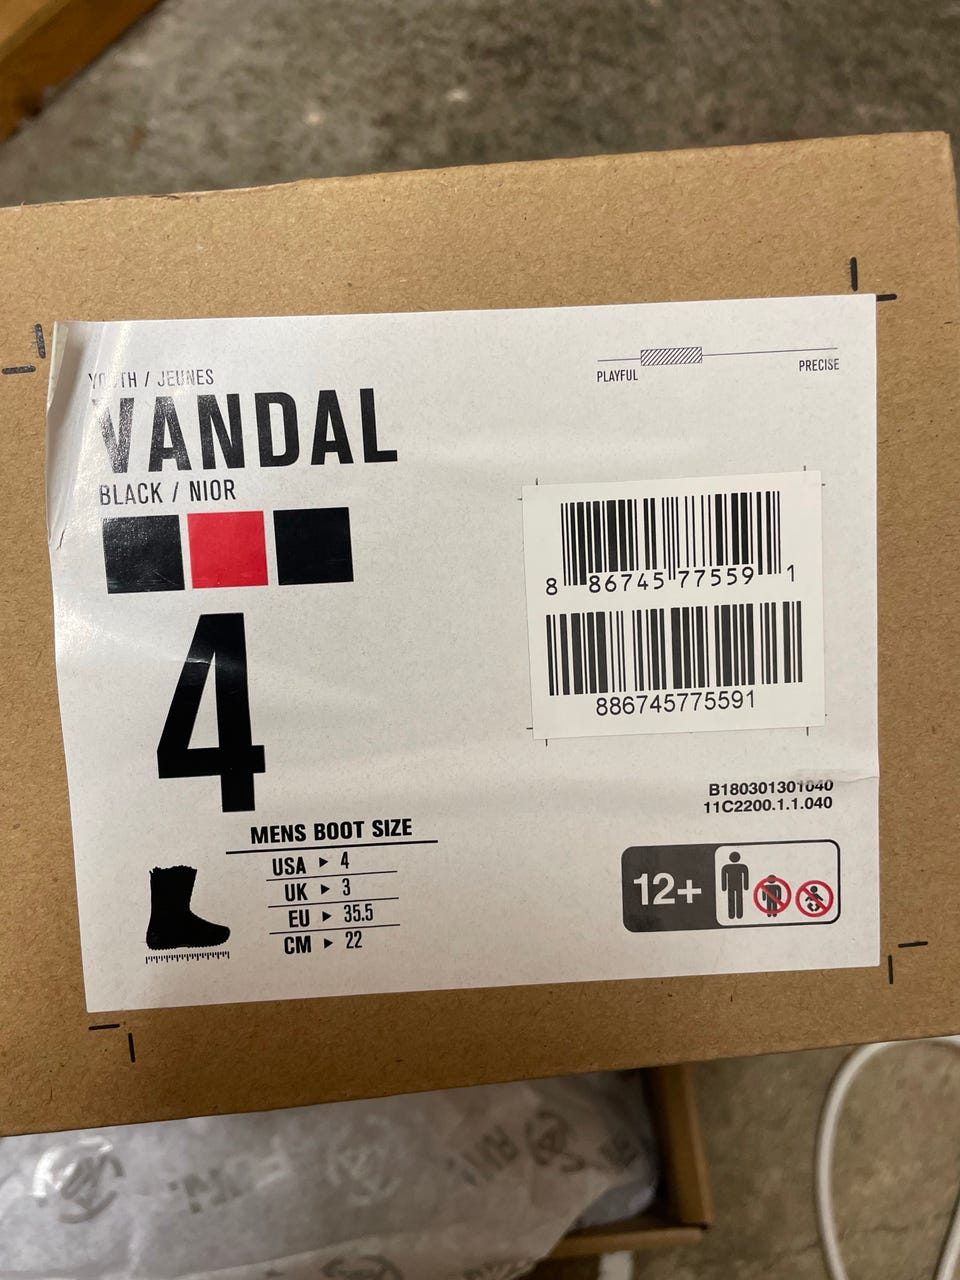 YOUTH / JEUNES
VANDAL
BLACK / NIOR
4
PLAYFUL PRECISE
8 86745 77559 1
886745775591
B180301301040
11C2200.1.1.040
MENS BOOT SIZE
USA ▶ 4
UK ▶ 3
EU ▶ 35.5
CM ▶ 22
12+